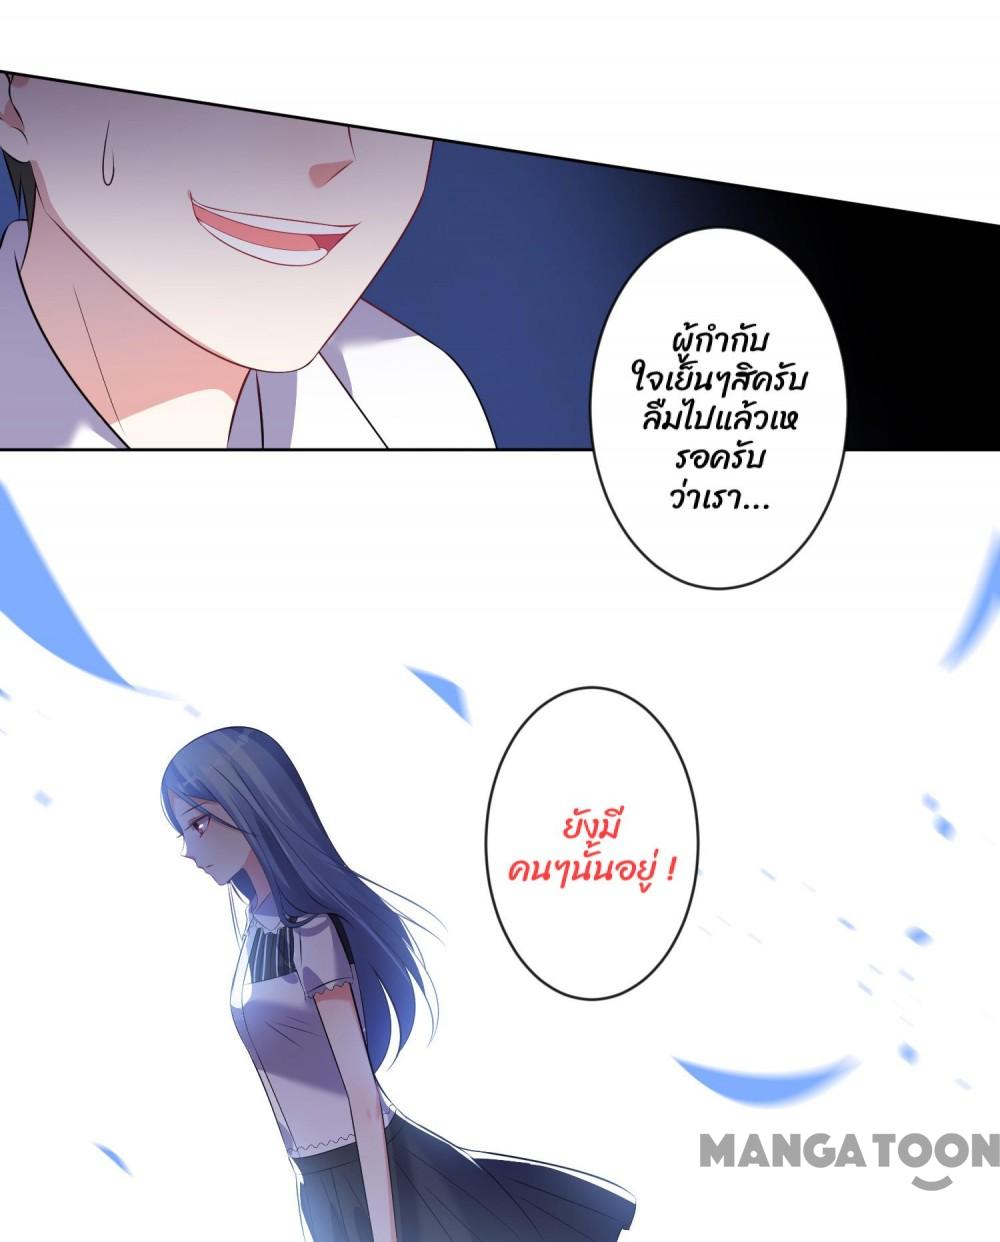 ผู้กำกับ
ใจเย็นๆสิครับ
ลืมไปแล้วเห
รอครับ
ว่าเรา...
ยังมี
คนๆนั้นอยู่ !
MANGATOON